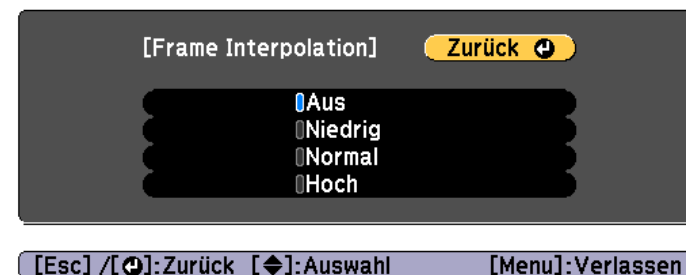 [Frame Interpolation] Zurück
Aus
Niedrig
Normal
Hoch
[Esc] /[⏎]:Zurück [◆]:Auswahl [Menu]:Verlassen